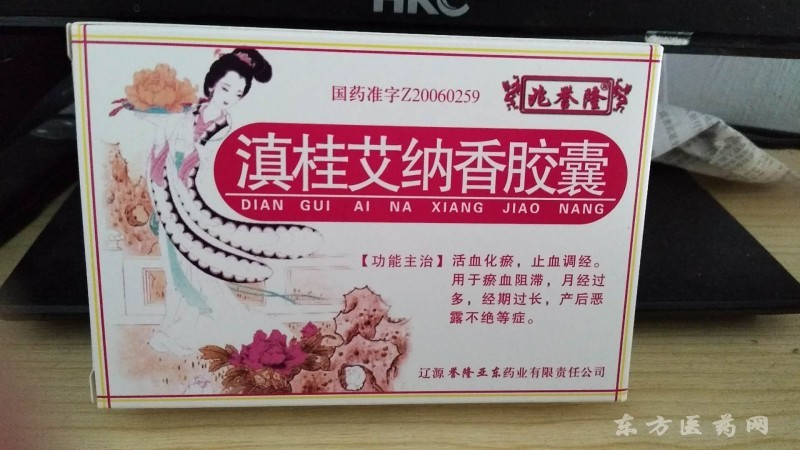 HKC
国药准字Z20060259
兆誉隆®
滇桂艾纳香胶囊
DIAN GUI AI NA XIANG JIAO NANG
【功能主治】活血化瘀，止血调经。
用于瘀血阻滞，月经过
多，经期过长，产后恶
露不绝等症。
辽源 誉隆亚东药业有限责任公司
东方医药网